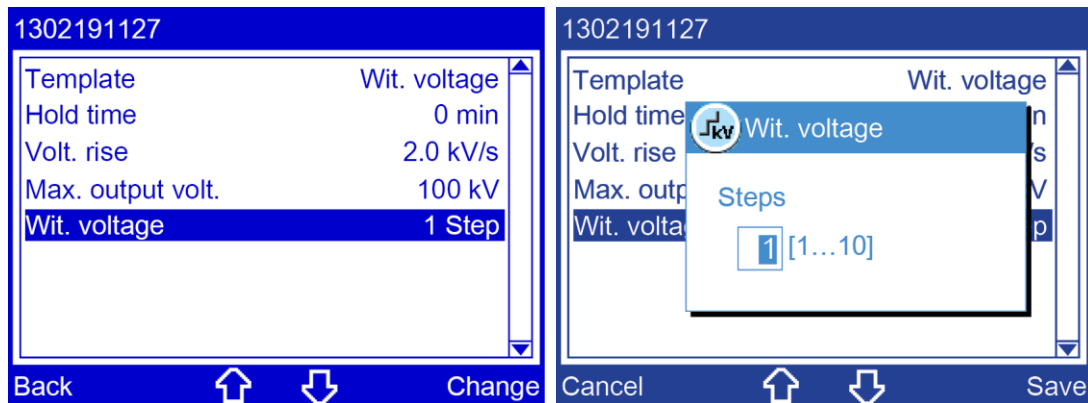 1302191127
Template Wit. voltage
Hold time 0 min
Volt. rise 2.0 kV/s
Max. output volt. 100 kV
Wit. voltage 1 Step
Back Change
1302191127
Template Wit. voltage
Hold time n
Volt. rise /s
Max. outp V
Wit. volta p
kV Wit. voltage
Steps
1 [1...10]
Cancel Save